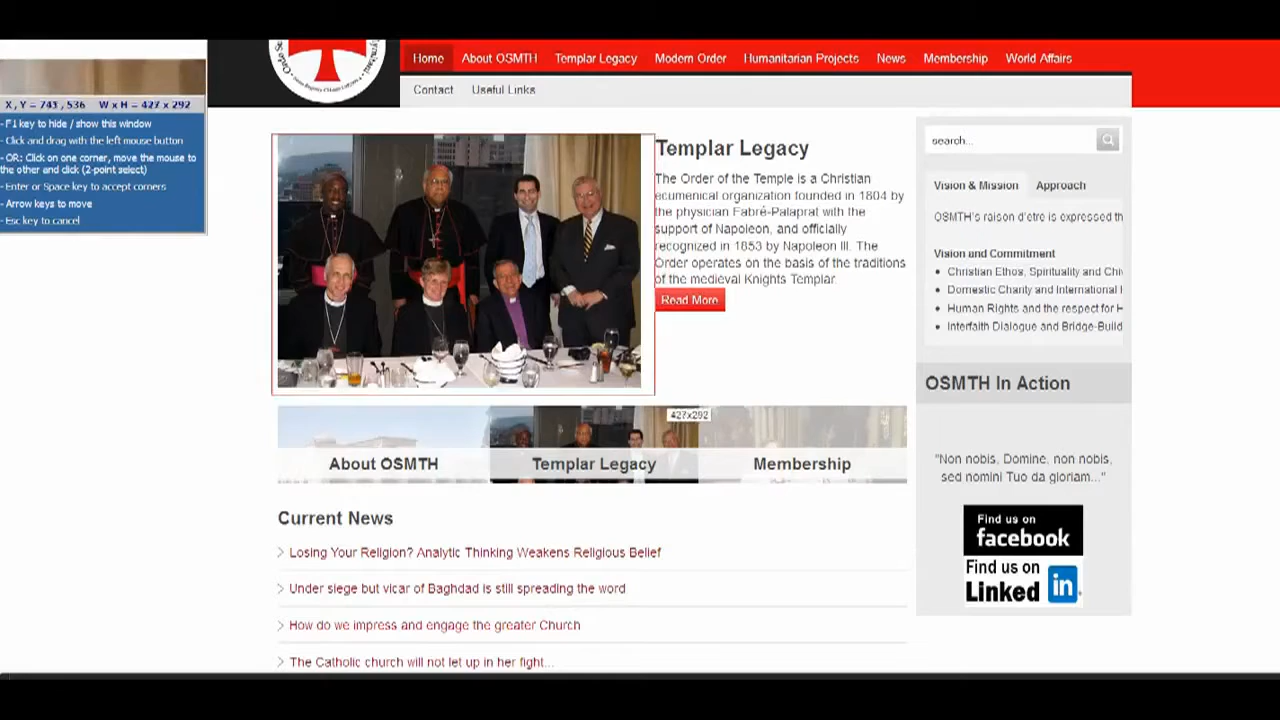 Home About OSMTH Templar Legacy Modern Order Humanitarian Projects News Membership World Affairs
Contact Useful Links
X, Y = 743 , 536 W x H = 427 x 292
- F1 key to hide / show this window
- Click and drag with the left mouse button
- OR: Click on one corner, move the mouse to
the other and click (2-point select)
- Enter or Space key to accept corners
- Arrow keys to move
- Esc key to cancel
Templar Legacy
The Order of the Temple is a Christian
ecumenical organization founded in 1804 by
the physician Fabré-Palaprat with the
support of Napoleon, and officially
recognized in 1853 by Napoleon III. The
Order operates on the basis of the traditions
of the medieval Knights Templar.
Read More
search...
Vision & Mission Approach
OSMTH's raison d'etre is expressed th
Vision and Commitment
Christian Ethos, Spirituality and Chiv
Domestic Charity and International
Human Rights and the respect for H
Interfaith Dialogue and Bridge-Build
OSMTH In Action
"Non nobis, Domine, non nobis,
sed nomini Tuo da gloriam..."
Find us on
facebook
Find us on
Linked in
427x292
About OSMTH Templar Legacy Membership
Current News
Losing Your Religion? Analytic Thinking Weakens Religious Belief
Under siege but vicar of Baghdad is still spreading the word
How do we impress and engage the greater Church
The Catholic church will not let up in her fight...